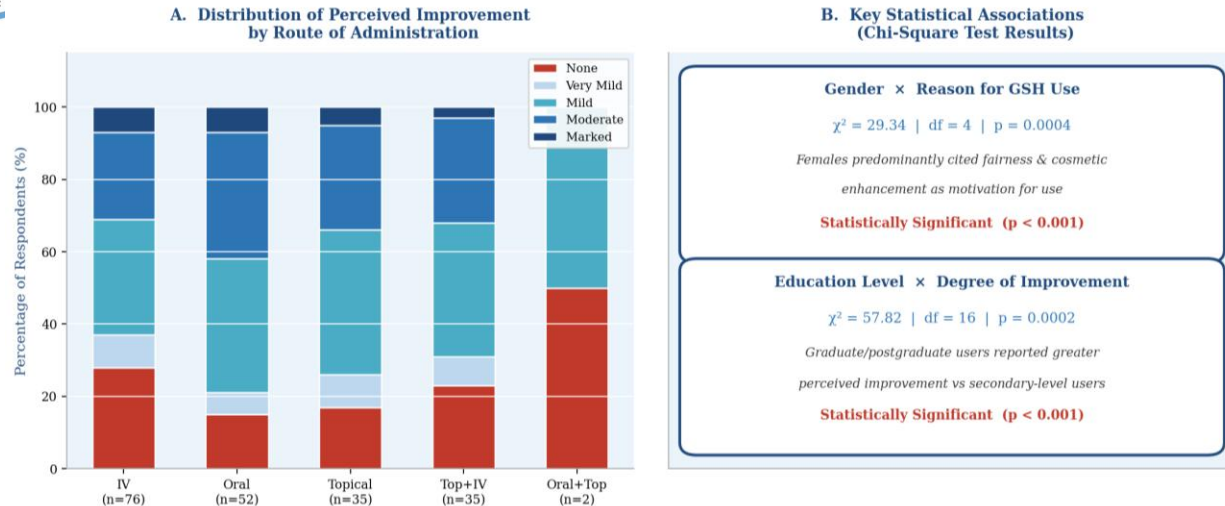 A. Distribution of Perceived Improvement
by Route of Administration
Percentage of Respondents (%)
100
80
60
40
20
0
None
Very Mild
Mild
Moderate
Marked
IV
(n=76)
Oral
(n=52)
Topical
(n=35)
Top+IV
(n=35)
Oral+Top
(n=2)
B. Key Statistical Associations
(Chi-Square Test Results)
Gender × Reason for GSH Use
χ² = 29.34 | df = 4 | p = 0.0004
Females predominantly cited fairness & cosmetic
enhancement as motivation for use
Statistically Significant (p < 0.001)
Education Level × Degree of Improvement
χ² = 57.82 | df = 16 | p = 0.0002
Graduate/postgraduate users reported greater
perceived improvement vs secondary-level users
Statistically Significant (p < 0.001)